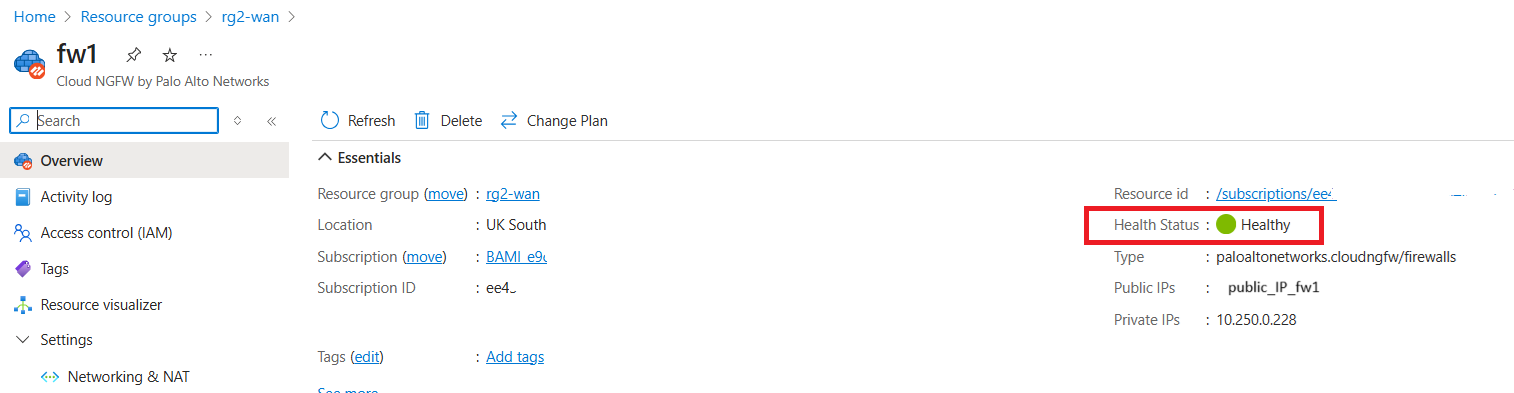 Home > Resource groups > rg2-wan >
fw1 ...
Cloud NGFW by Palo Alto Networks
Search
Refresh Delete Change Plan
Overview
Activity log
Access control (IAM)
Tags
Resource visualizer
Settings
Networking & NAT
Essentials
Resource group (move) : rg2-wan
Location : UK South
Subscription (move) : BAMI_e9
Subscription ID : ee4
Tags (edit) : Add tags
See more
Resource id : /subscriptions/ee4
Health Status : Healthy
Type : paloaltonetworks.cloudngfw/firewalls
Public IPs : public_IP_fw1
Private IPs : 10.250.0.228